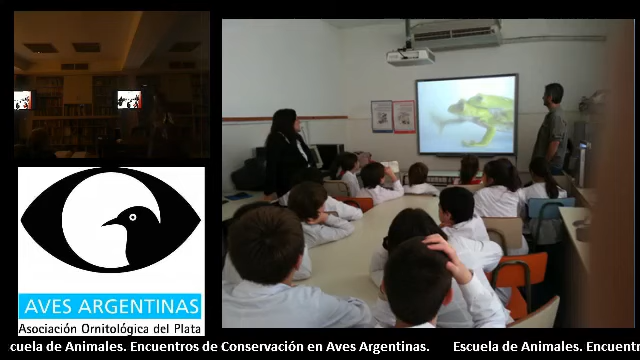 AVES ARGENTINAS
Asociación Ornitológica del Plata
cuela de Animales. Encuentros de Conservación en Aves Argentinas. Escuela de Animales. Encuentr